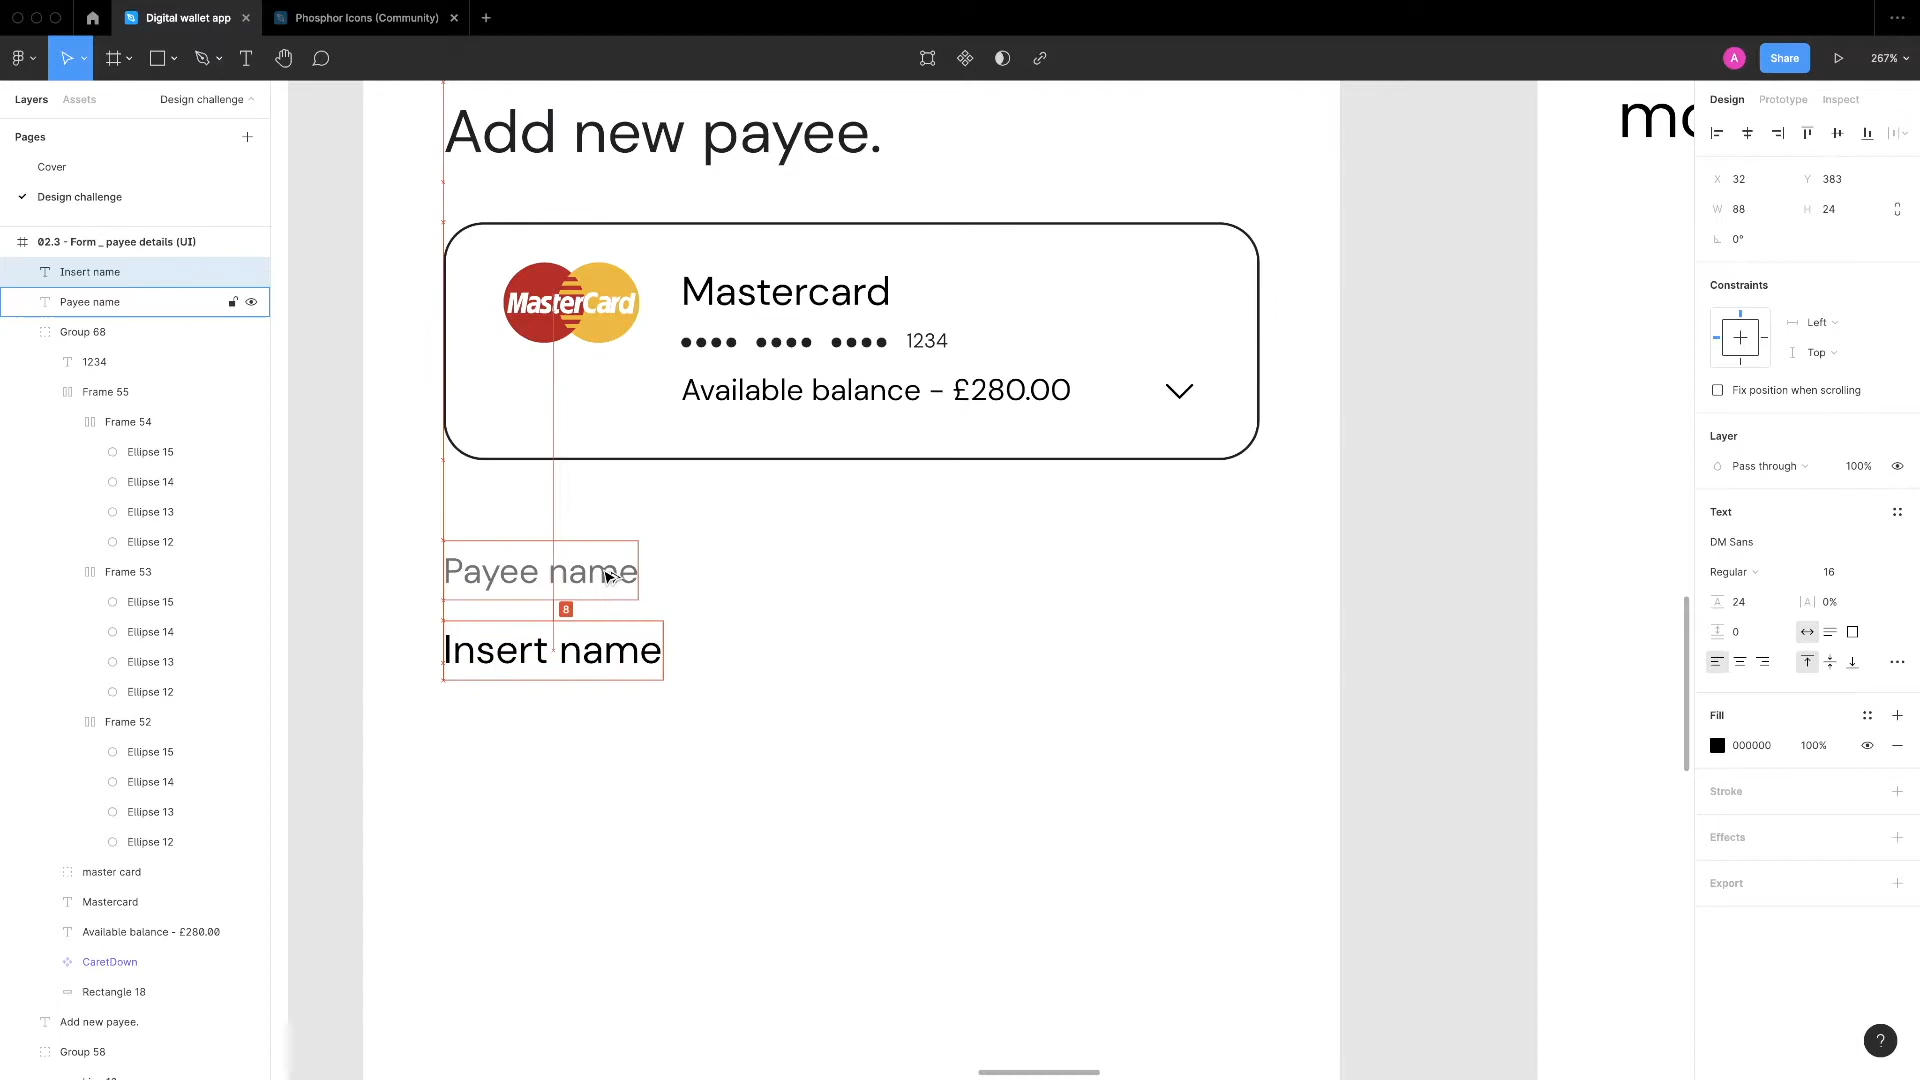 Digital wallet app
Phosphor Icons (Community)
A
Share
267%
Layers
Assets
Design challenge
Pages
Cover
Design challenge
02.3 - Form _ payee details (UI)
Insert name
Payee name
Group 68
1234
Frame 55
Frame 54
Ellipse 15
Ellipse 14
Ellipse 13
Ellipse 12
Frame 53
Ellipse 15
Ellipse 14
Ellipse 13
Ellipse 12
Frame 52
Ellipse 15
Ellipse 14
Ellipse 13
Ellipse 12
master card
Mastercard
Available balance - £280.00
CaretDown
Rectangle 18
Add new payee.
Group 58
Add new payee.
MasterCard
Mastercard
1234
Available balance - £280.00
Payee name
8
Insert name
Design
Prototype
Inspect
X 32
Y 383
W 88
H 24
0°
Constraints
Left
Top
Fix position when scrolling
Layer
Pass through
100%
Text
DM Sans
Regular
16
A 24
A 0%
0
Fill
000000
100%
Stroke
Effects
Export
?